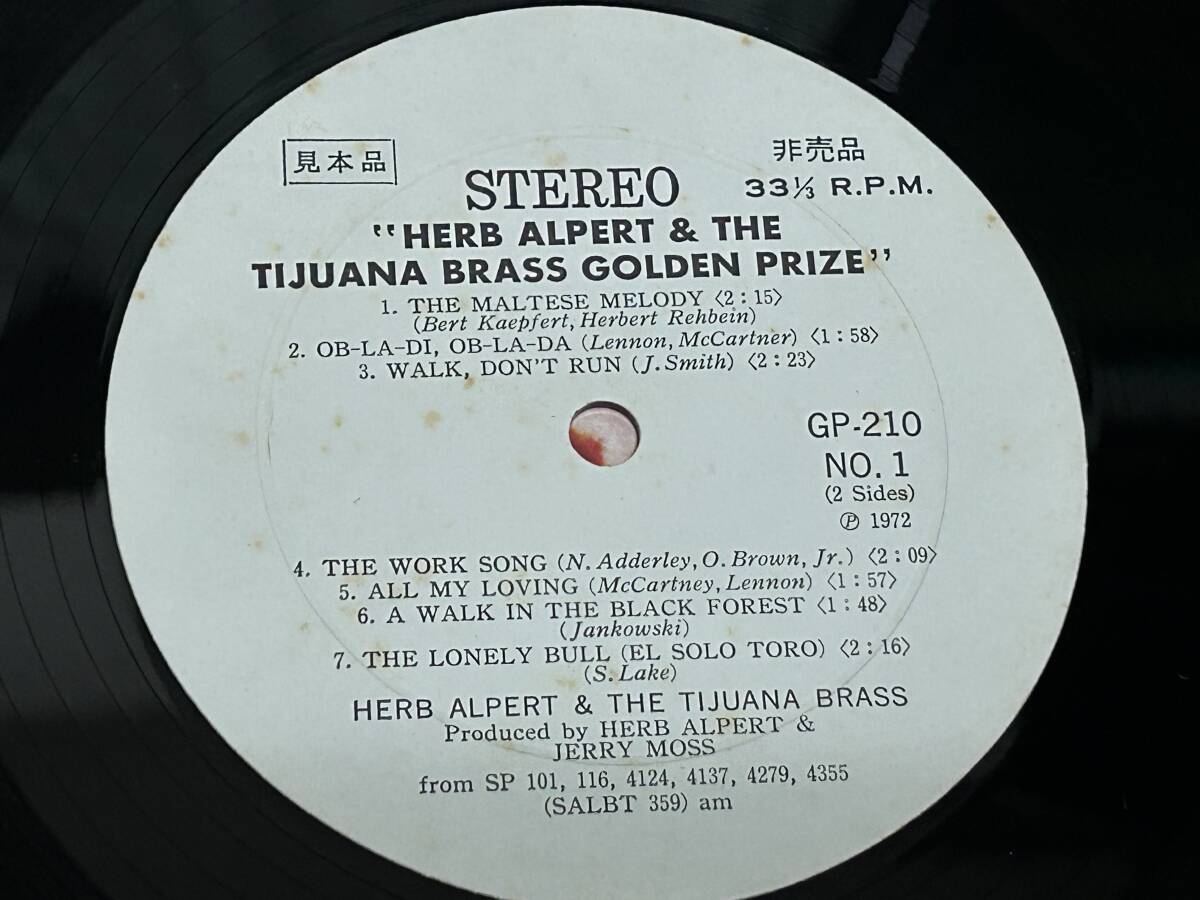 見本品
非売品
STEREO
33⅓ R.P.M.
"HERB ALPERT & THE
TIJUANA BRASS GOLDEN PRIZE"
1. THE MALTESE MELODY〈2：15〉
(Bert Kaepfert, Herbert Rehbein)
2. OB-LA-DI, OB-LA-DA (Lennon, McCartner)〈1：58〉
3. WALK, DON'T RUN (J. Smith)〈2：23〉
GP-210
NO. 1
(2 Sides)
℗ 1972
4. THE WORK SONG (N. Adderley, O. Brown, Jr.)〈2：09〉
5. ALL MY LOVING (McCartney, Lennon)〈1：57〉
6. A WALK IN THE BLACK FOREST〈1：48〉
(Jankowski)
7. THE LONELY BULL (EL SOLO TORO)〈2：16〉
(S. Lake)
HERB ALPERT & THE TIJUANA BRASS
Produced by HERB ALPERT &
JERRY MOSS
from SP 101, 116, 4124, 4137, 4279, 4355
(SALBT 359) am